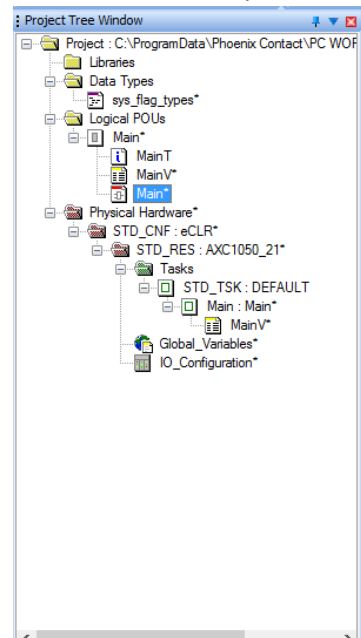 Project Tree Window
Project : C:\ProgramData\Phoenix Contact\PC WOR
Libraries
Data Types
sys_flag_types*
Logical POUs
Main*
MainT
MainV*
Main*
Physical Hardware*
STD_CNF : eCLR*
STD_RES : AXC1050_21*
Tasks
STD_TSK : DEFAULT
Main : Main*
MainV*
Global_Variables*
IO_Configuration*